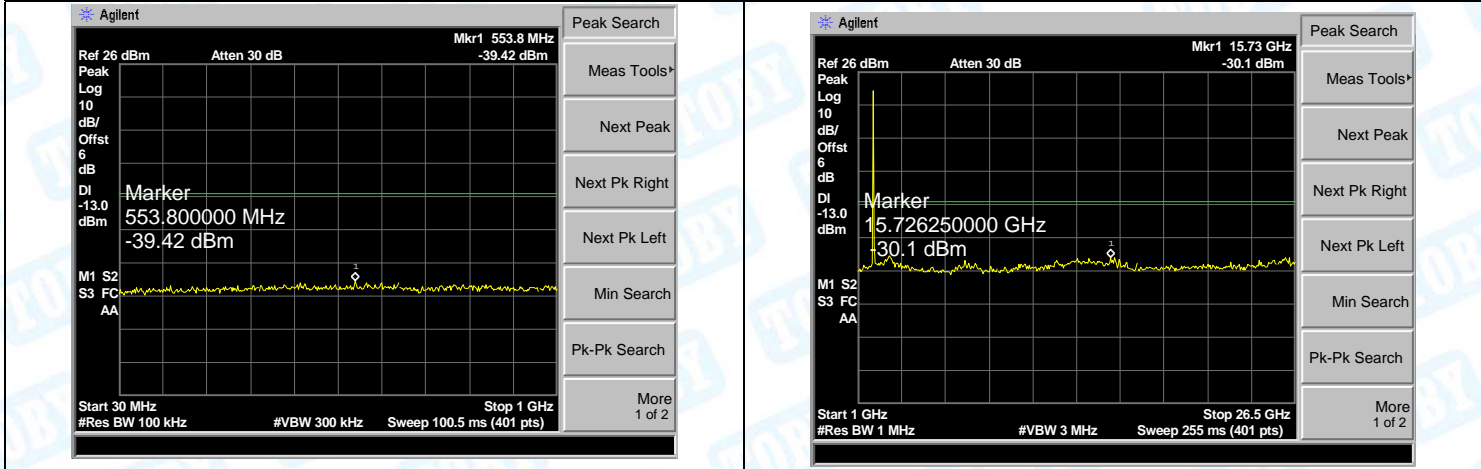 Agilent
Peak Search
Mkr1 553.8 MHz
Ref 26 dBm Atten 30 dB -39.42 dBm
Peak
Log
10
dB/
Offst
6
dB
DI
-13.0
dBm
Marker
553.800000 MHz
-39.42 dBm
1
M1 S2
S3 FC
AA
Start 30 MHz Stop 1 GHz
#Res BW 100 kHz #VBW 300 kHz Sweep 100.5 ms (401 pts)
Meas Tools
Next Peak
Next Pk Right
Next Pk Left
Min Search
Pk-Pk Search
More
1 of 2
Agilent
Peak Search
Mkr1 15.73 GHz
Ref 26 dBm Atten 30 dB -30.1 dBm
Peak
Log
10
dB/
Offst
6
dB
DI
-13.0
dBm
Marker
15.726250000 GHz
-30.1 dBm
1
M1 S2
S3 FC
AA
Start 1 GHz Stop 26.5 GHz
#Res BW 1 MHz #VBW 3 MHz Sweep 255 ms (401 pts)
Meas Tools
Next Peak
Next Pk Right
Next Pk Left
Min Search
Pk-Pk Search
More
1 of 2
TOBY